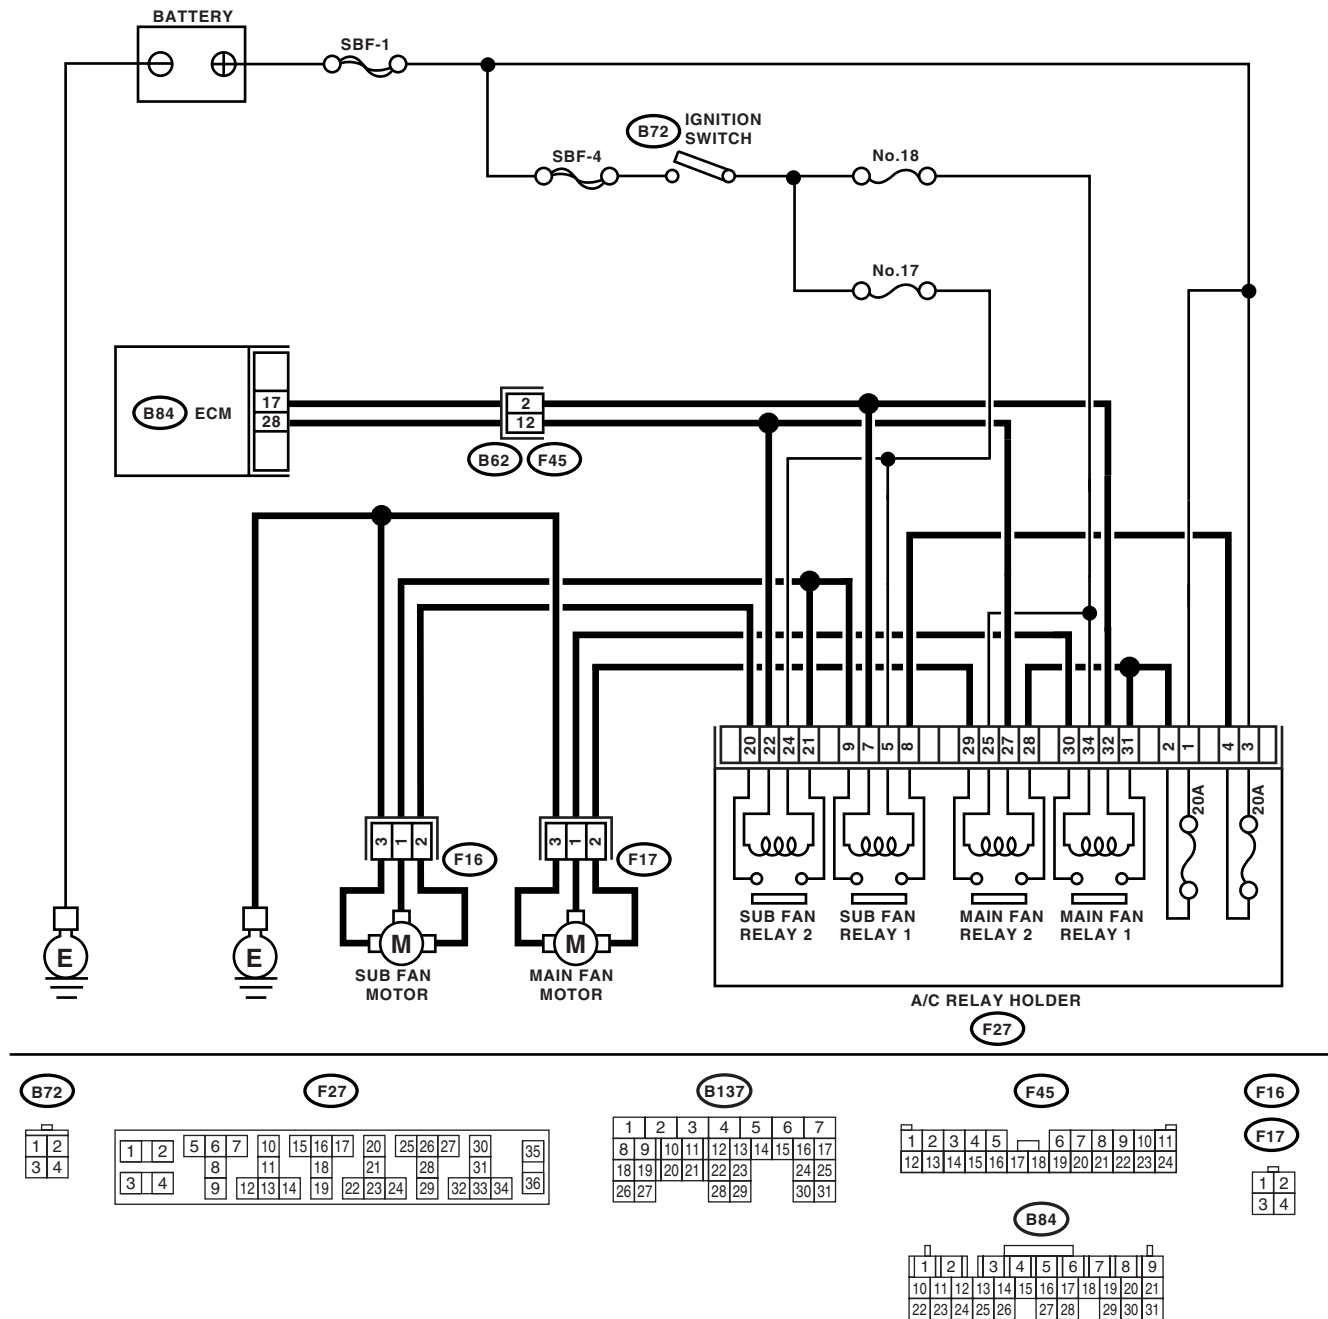 BATTERY
SBF-1
B72
IGNITION
SWITCH
SBF-4
No.18
No.17
B84
ECM
17
28
2
12
B62
F45
20
22
24
21
9
7
5
8
29
25
27
28
30
34
32
31
2
1
4
3
20A
20A
3
1
2
F16
3
1
2
F17
SUB FAN
RELAY 2
SUB FAN
RELAY 1
MAIN FAN
RELAY 2
MAIN FAN
RELAY 1
E
E
M
SUB FAN
MOTOR
M
MAIN FAN
MOTOR
A/C RELAY HOLDER
F27
B72
1 2
3 4
F27
1 2 5 6 7 10 15 16 17 20 25 26 27 30 35
8 11 18 21 28 31
3 4 9 12 13 14 19 22 23 24 29 32 33 34 36
B137
1 2 3 4 5 6 7
8 9 10 11 12 13 14 15 16 17
18 19 20 21 22 23 24 25
26 27 28 29 30 31
F45
1 2 3 4 5 6 7 8 9 10 11
12 13 14 15 16 17 18 19 20 21 22 23 24
B84
1 2 3 4 5 6 7 8 9
10 11 12 13 14 15 16 17 18 19 20 21
22 23 24 25 26 27 28 29 30 31
F16
F17
1 2
3 4